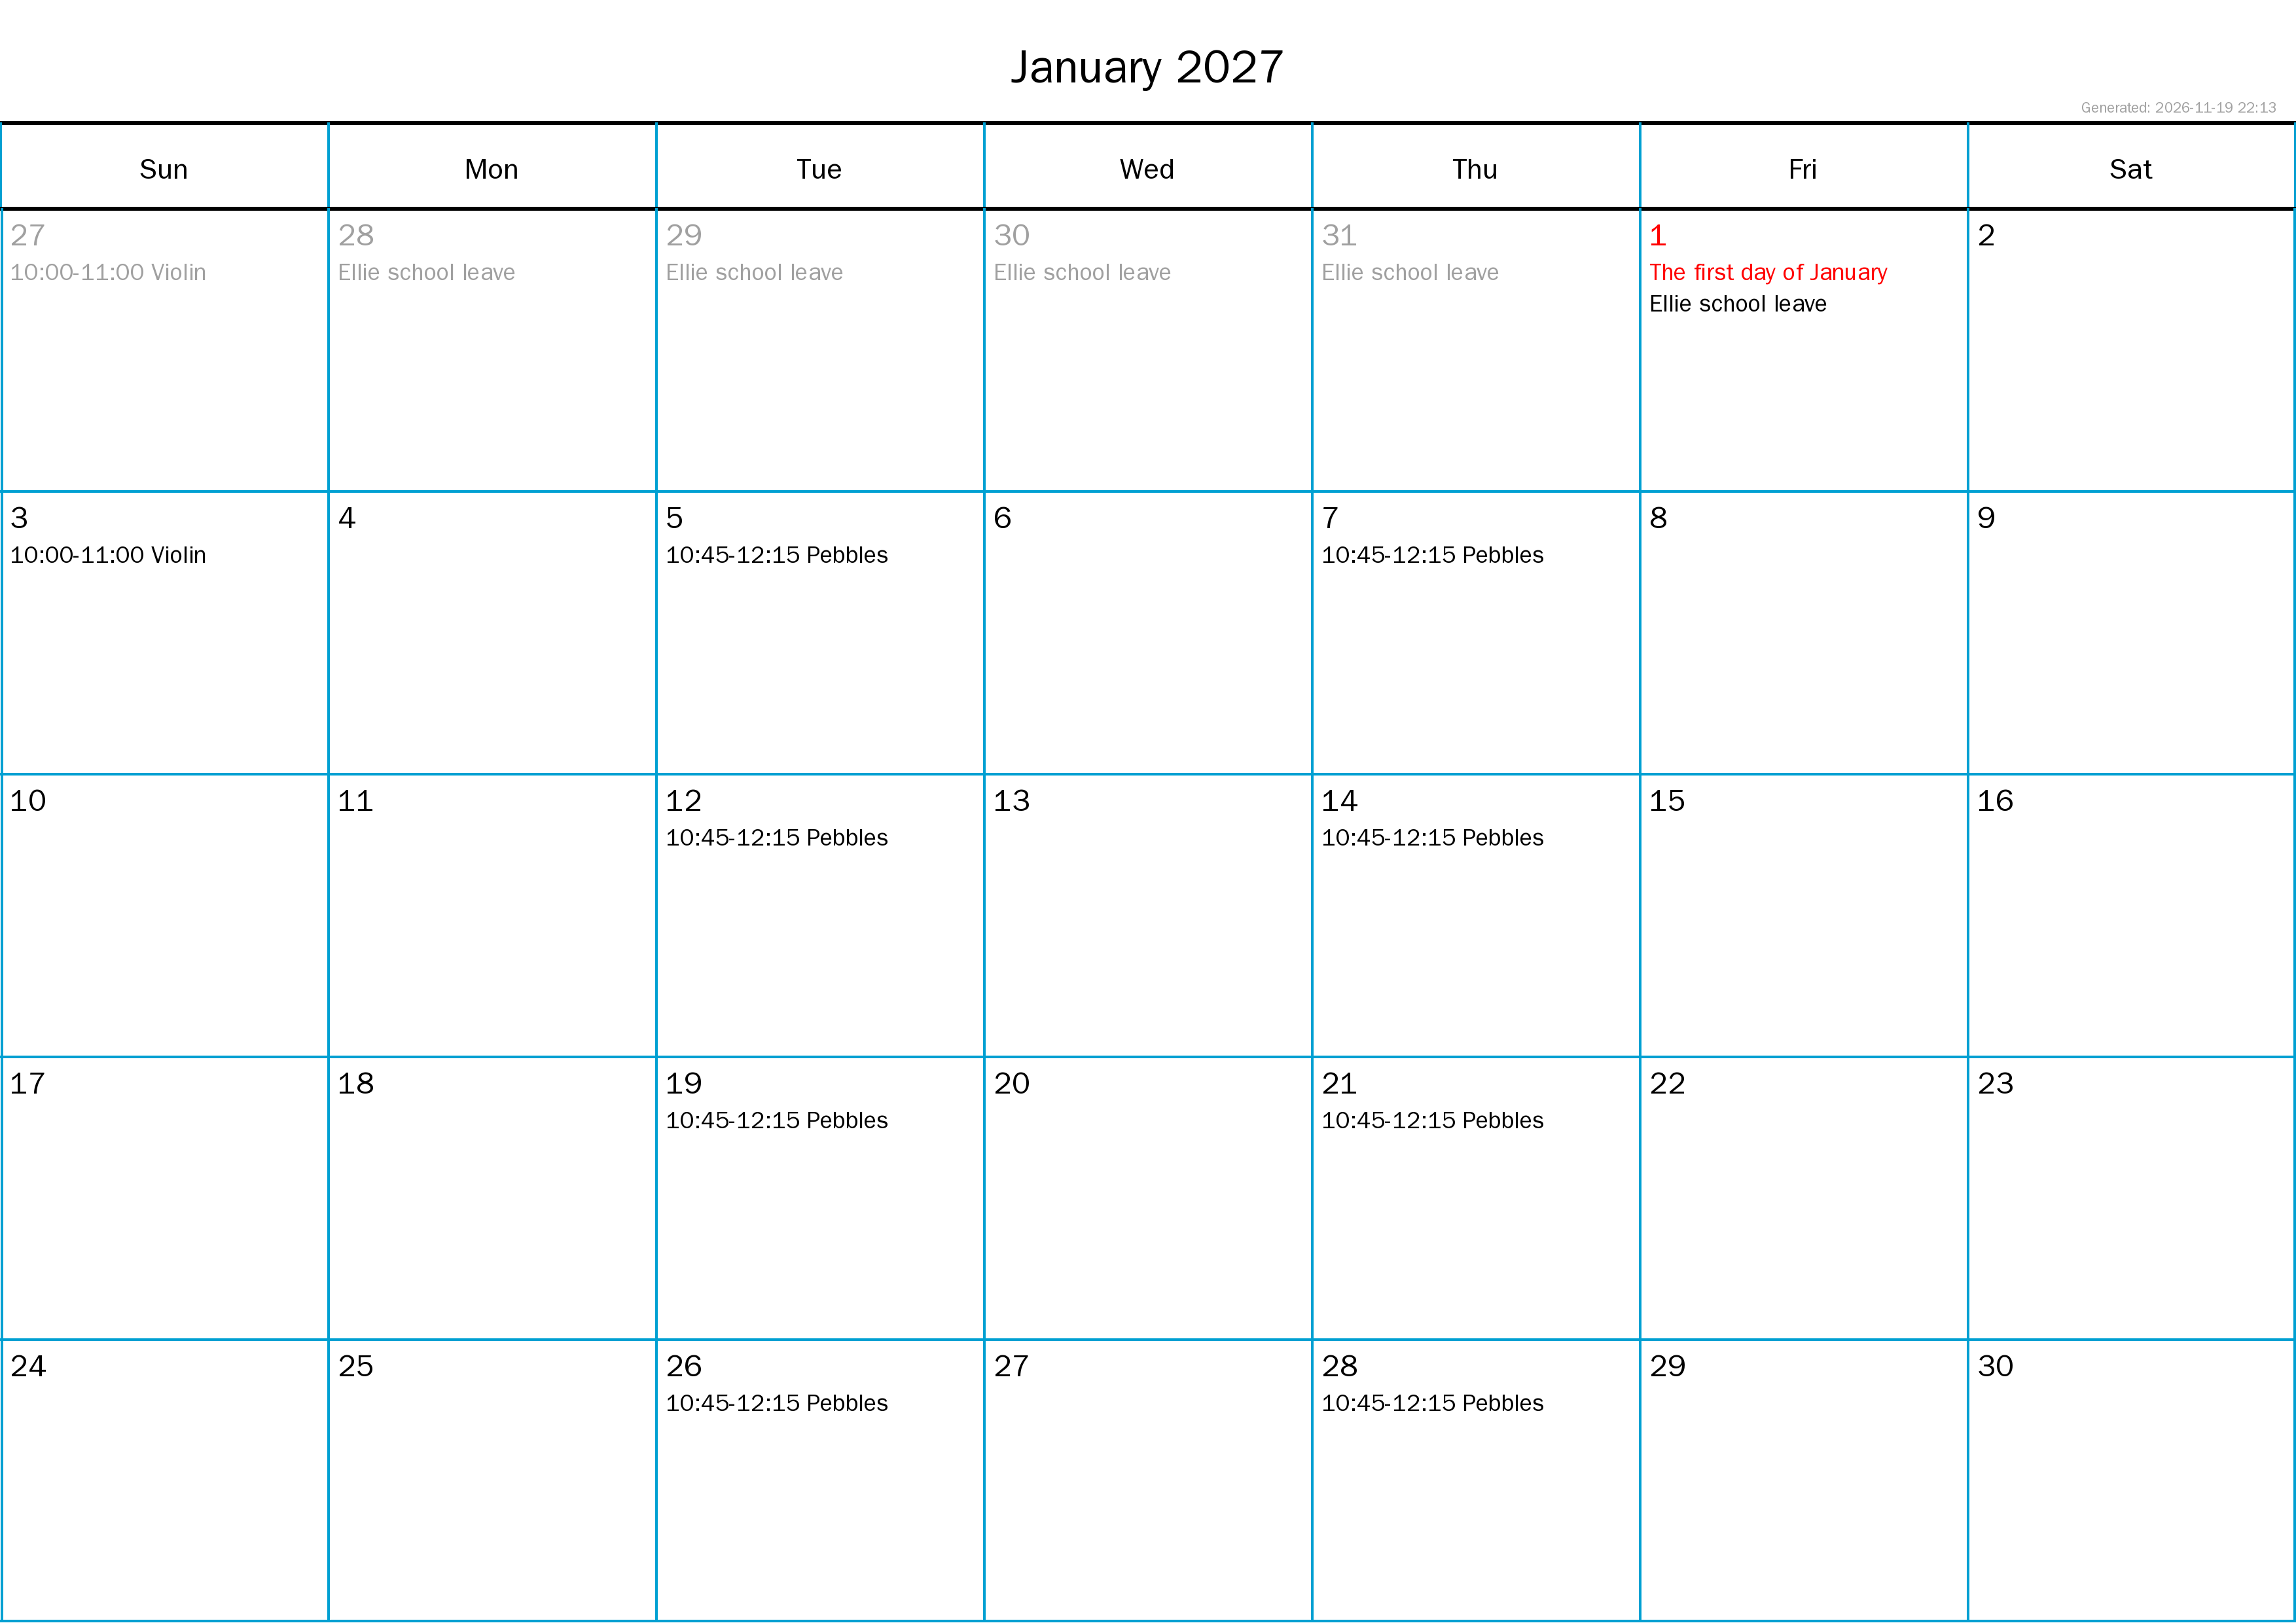 January 2027
Generated: 2026-11-19 22:13
Sun Mon Tue Wed Thu Fri Sat
27 28 29 30 31 1 2
10:00-11:00 Violin Ellie school leave Ellie school leave Ellie school leave Ellie school leave The first day of January
Ellie school leave
3 4 5 6 7 8 9
10:00-11:00 Violin 10:45-12:15 Pebbles 10:45-12:15 Pebbles
10 11 12 13 14 15 16
10:45-12:15 Pebbles 10:45-12:15 Pebbles
17 18 19 20 21 22 23
10:45-12:15 Pebbles 10:45-12:15 Pebbles
24 25 26 27 28 29 30
10:45-12:15 Pebbles 10:45-12:15 Pebbles